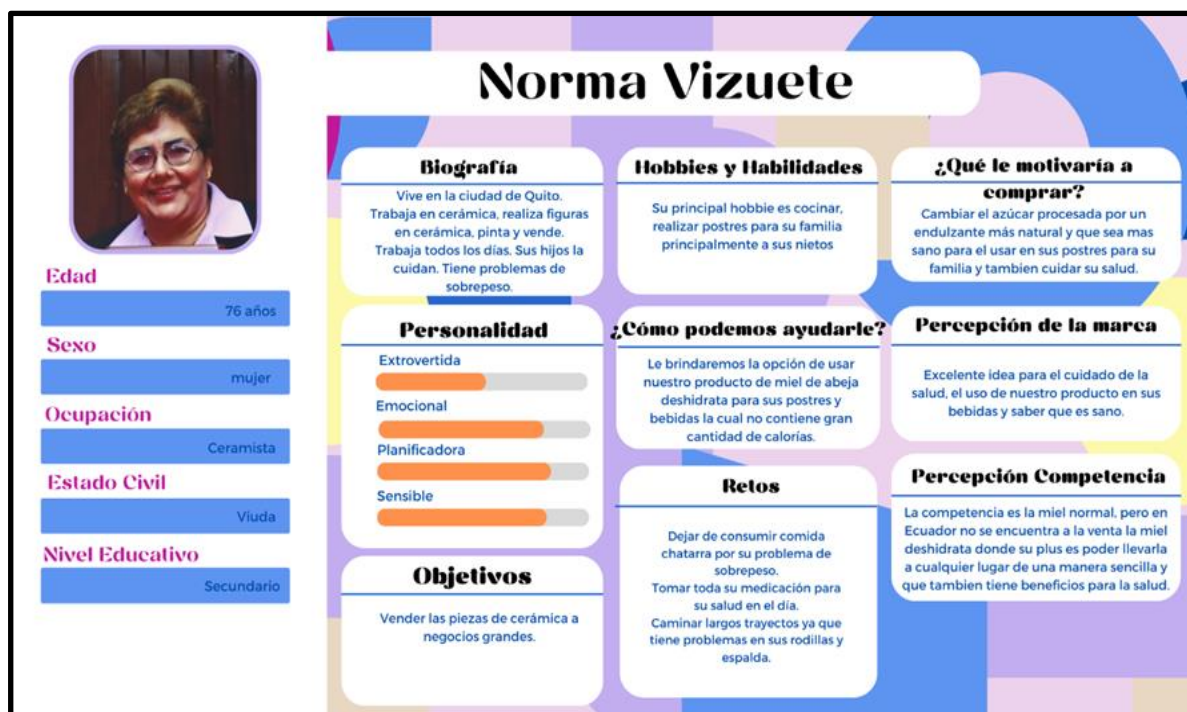 Norma Vizuete
Edad
76 años
Sexo
mujer
Ocupación
Ceramista
Estado Civil
Viuda
Nivel Educativo
Secundario
Biografía
Vive en la ciudad de Quito.
Trabaja en cerámica, realiza figuras
en cerámica, pinta y vende.
Trabaja todos los días. Sus hijos la
cuidan. Tiene problemas de
sobrepeso.
Hobbies y Habilidades
Su principal hobbie es cocinar,
realizar postres para su familia
principalmente a sus nietos
¿Qué le motivaría a
comprar?
Cambiar el azúcar procesada por un
endulzante más natural y que sea mas
sano para el usar en sus postres para su
familia y tambien cuidar su salud.
Personalidad
Extrovertida
Emocional
Planificadora
Sensible
¿Cómo podemos ayudarle?
Le brindaremos la opción de usar
nuestro producto de miel de abeja
deshidrata para sus postres y
bebidas la cual no contiene gran
cantidad de calorías.
Percepción de la marca
Excelente idea para el cuidado de la
salud, el uso de nuestro producto en sus
bebidas y saber que es sano.
Objetivos
Vender las piezas de cerámica a
negocios grandes.
Retos
Dejar de consumir comida
chatarra por su problema de
sobrepeso.
Tomar toda su medicación para
su salud en el día.
Caminar largos trayectos ya que
tiene problemas en sus rodillas y
espalda.
Percepción Competencia
La competencia es la miel normal, pero en
Ecuador no se encuentra a la venta la miel
deshidrata donde su plus es poder llevarla
a cualquier lugar de una manera sencilla y
que tambien tiene beneficios para la salud.